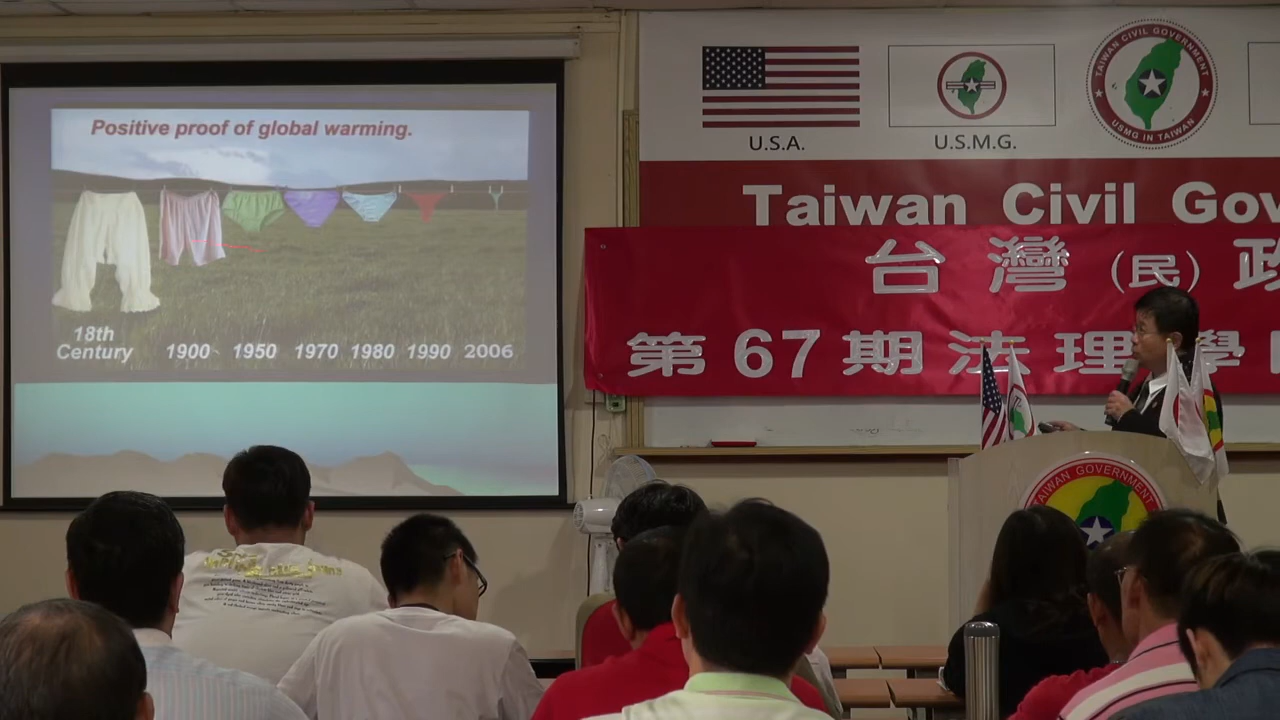 Positive proof of global warming.
18th
Century
1900
1950
1970
1980
1990
2006
U.S.A.
U.S.M.G.
TAIWAN CIVIL GOVERNMENT
USMG IN TAIWAN
Taiwan Civil Gov
台灣(民)政
第67期法理學
TAIWAN GOVERNMENT